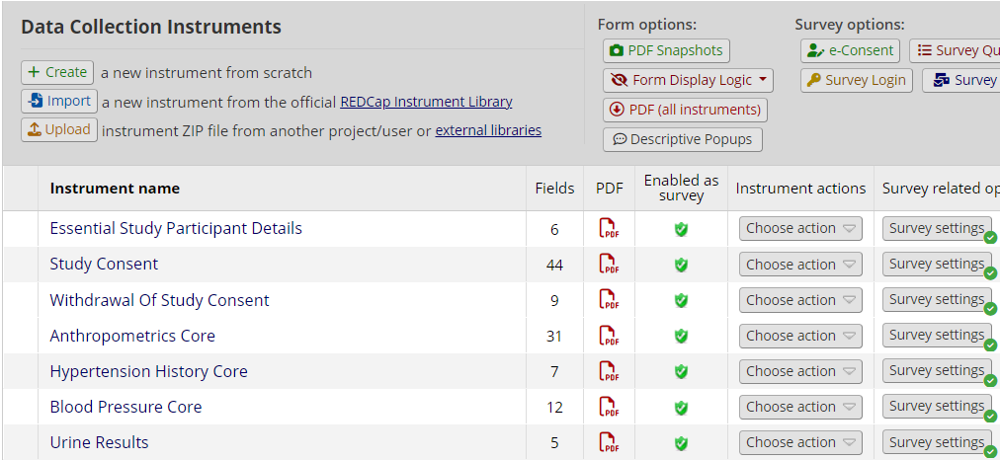 Data Collection Instruments
Form options:
Survey options:
PDF Snapshots
e-Consent
Survey Qu
Create a new instrument from scratch
Form Display Logic
Survey Login
Survey
Import a new instrument from the official REDCap Instrument Library
PDF (all instruments)
Upload instrument ZIP file from another project/user or external libraries
Descriptive Popups
Instrument name Fields PDF Enabled as survey Instrument actions Survey related op
Essential Study Participant Details 6 PDF Choose action Survey settings
Study Consent 44 PDF Choose action Survey settings
Withdrawal Of Study Consent 9 PDF Choose action Survey settings
Anthropometrics Core 31 PDF Choose action Survey settings
Hypertension History Core 7 PDF Choose action Survey settings
Blood Pressure Core 12 PDF Choose action Survey settings
Urine Results 5 PDF Choose action Survey settings